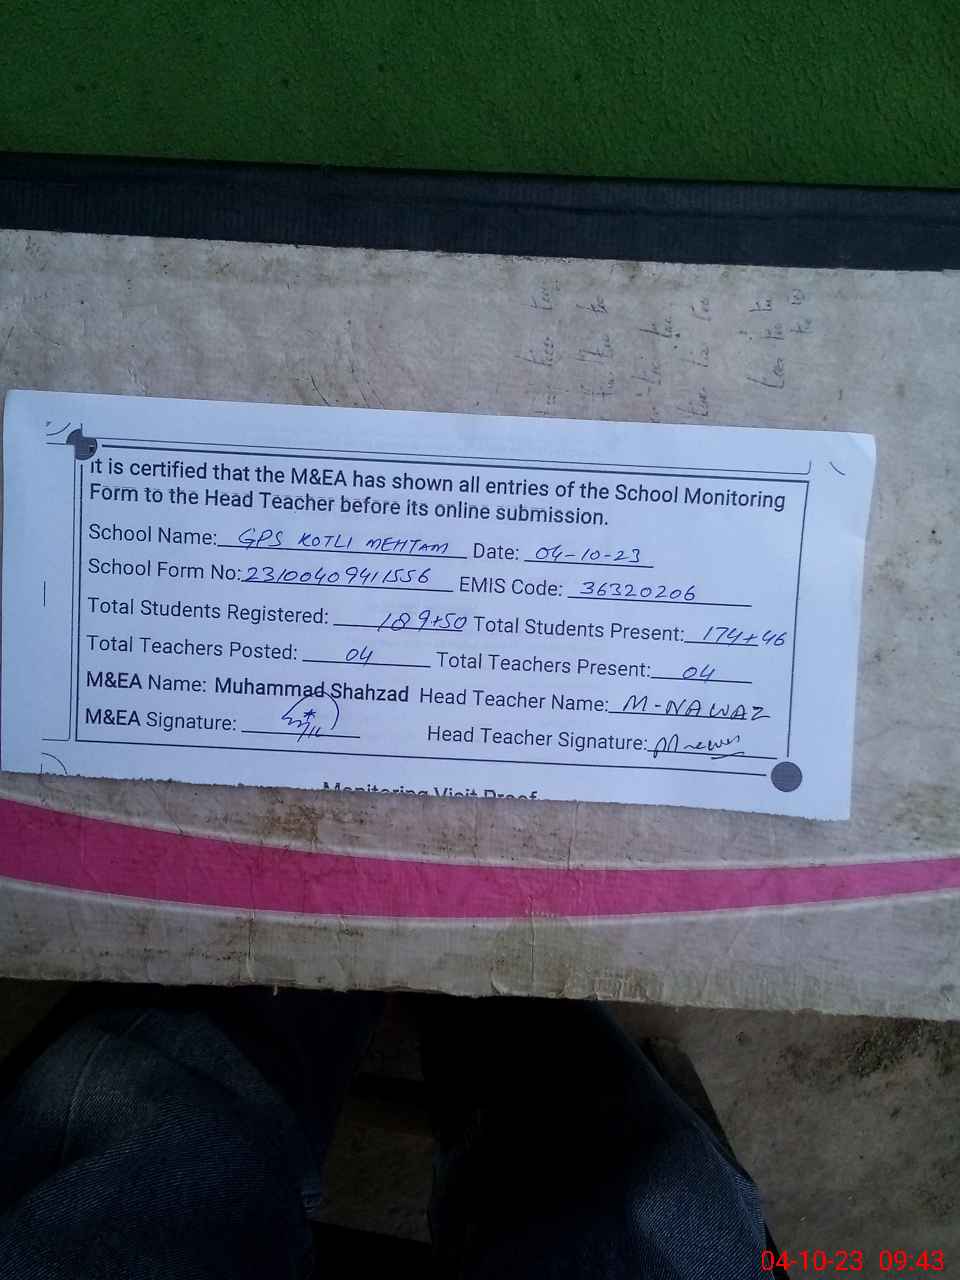 It is certified that the M&EA has shown all entries of the School Monitoring
Form to the Head Teacher before its online submission.
School Name: GPS KOTLI MEHTAM Date: 04-10-23
School Form No: 23100409411556 EMIS Code: 36320206
Total Students Registered: 189+50 Total Students Present: 174+46
Total Teachers Posted: 04 Total Teachers Present: 04
M&EA Name: Muhammad Shahzad Head Teacher Name: M-NAWAZ
M&EA Signature: Head Teacher Signature:
Monitoring Visit Proof
04-10-23 09:43